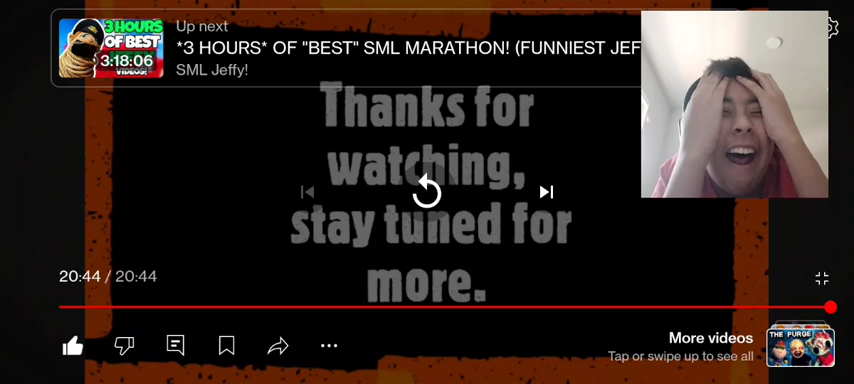 Up next
*3 HOURS* OF "BEST" SML MARATHON! (FUNNIEST JEF
SML Jeffy!
3 HOURS
OF BEST
VIDEOS!
3:18:06
Thanks for
watching,
stay tuned for
more.
20:44 / 20:44
More videos
Tap or swipe up to see all
THE PURGE